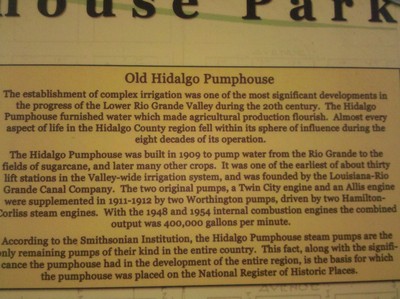 ouse Park
Old Hidalgo Pumphouse
The establishment of complex irrigation was one of the most significant developments in
the progress of the Lower Rio Grande Valley during the 20th century. The Hidalgo
Pumphouse furnished water which made agricultural production flourish. Almost every
aspect of life in the Hidalgo County region fell within its sphere of influence during the
eight decades of its operation.
The Hidalgo Pumphouse was built in 1909 to pump water from the Rio Grande to the
fields of sugarcane, and later many other crops. It was one of the earliest of about thirty
lift stations in the Valley-wide irrigation system, and was founded by the Louisiana-Rio
Grande Canal Company. The two original pumps, a Twin City engine and an Allis engine
were supplemented in 1911-1912 by two Worthington pumps, driven by two Hamilton-
Corliss steam engines. With the 1948 and 1954 internal combustion engines the combined
output was 400,000 gallons per minute.
According to the Smithsonian Institution, the Hidalgo Pumphouse steam pumps are the
only remaining pumps of their kind in the entire country. This fact, along with the signifi-
cance the pumphouse had in the development of the entire region, is the basis for which
the pumphouse was placed on the National Register of Historic Places.
AVENUE